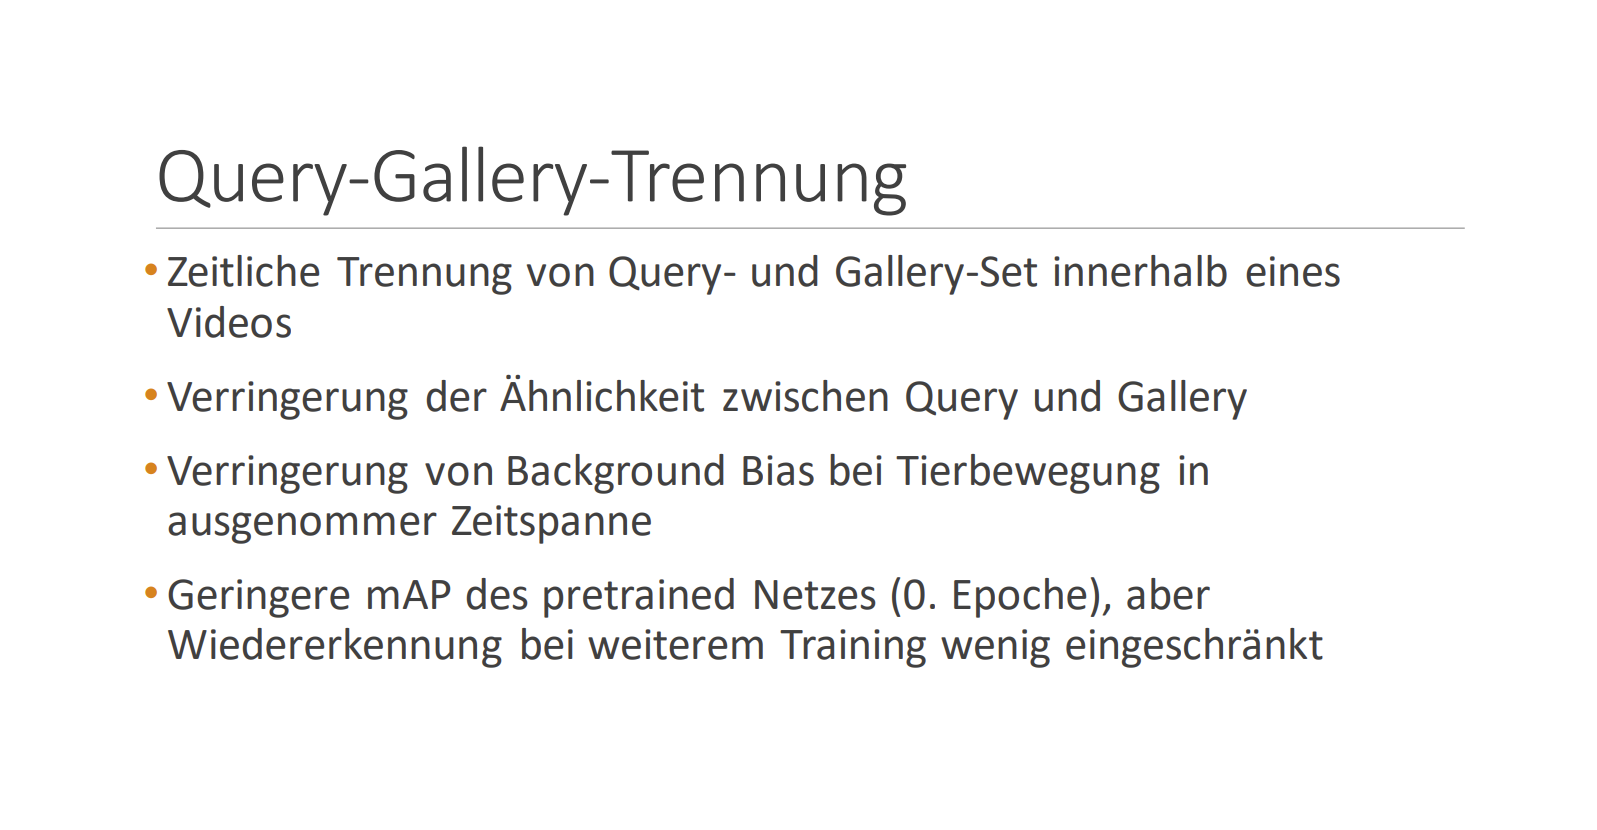 Query-Gallery-Trennung
• Zeitliche Trennung von Query- und Gallery-Set innerhalb eines
Videos
• Verringerung der Ähnlichkeit zwischen Query und Gallery
• Verringerung von Background Bias bei Tierbewegung in
ausgenommer Zeitspanne
• Geringere mAP des pretrained Netzes (0. Epoche), aber
Wiedererkennung bei weiterem Training wenig eingeschränkt